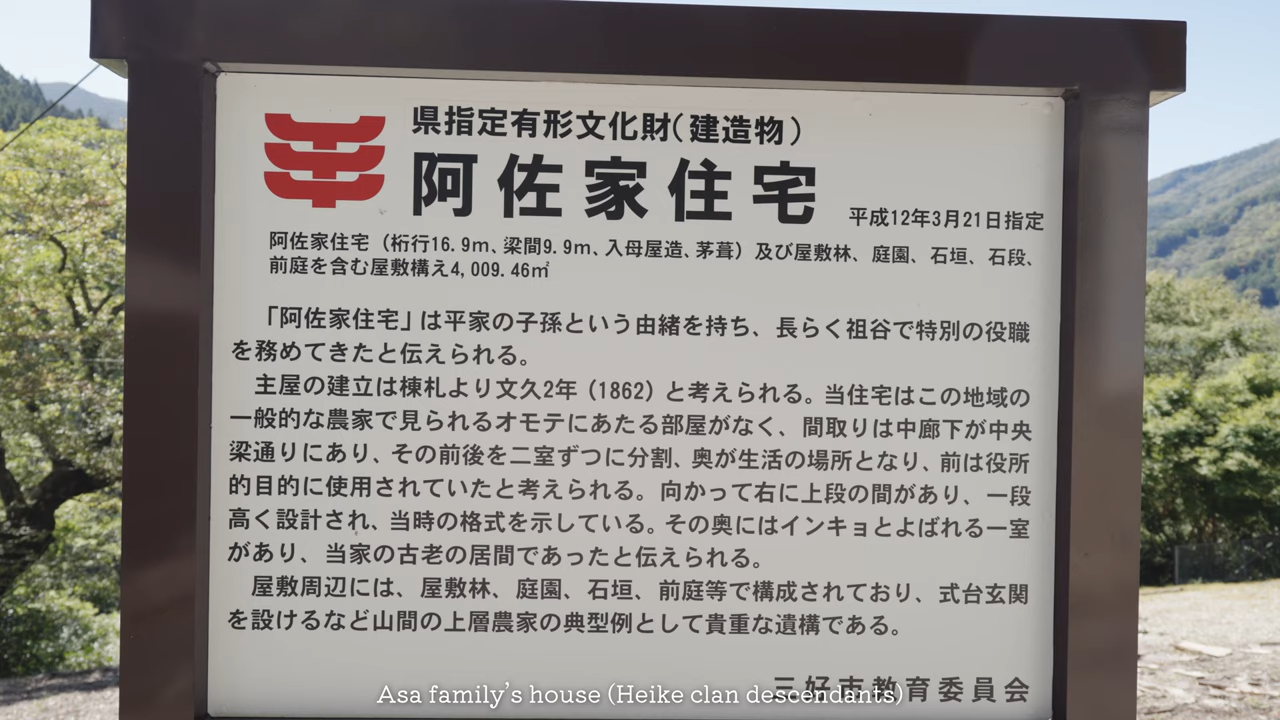 県指定有形文化財(建造物)
阿佐家住宅
平成12年3月21日指定
阿佐家住宅（桁行16.9m、梁間9.9m、入母屋造、茅葺）及び屋敷林、庭園、石垣、石段、
前庭を含む屋敷構え4,009.46㎡
「阿佐家住宅」は平家の子孫という由緒を持ち、長らく祖谷で特別の役職
を務めてきたと伝えられる。
主屋の建立は棟札より文久2年（1862）と考えられる。当住宅はこの地域の
一般的な農家で見られるオモテにあたる部屋がなく、間取りは中廊下が中央
梁通りにあり、その前後を二室ずつに分割、奥が生活の場所となり、前は役所
的目的に使用されていたと考えられる。向かって右に上段の間があり、一段
高く設計され、当時の格式を示している。その奥にはインキョとよばれる一室
があり、当家の古老の居間であったと伝えられる。
屋敷周辺には、屋敷林、庭園、石垣、前庭等で構成されており、式台玄関
を設けるなど山間の上層農家の典型例として貴重な遺構である。
三好市教育委員会
Asa family's house (Heike clan descendants)